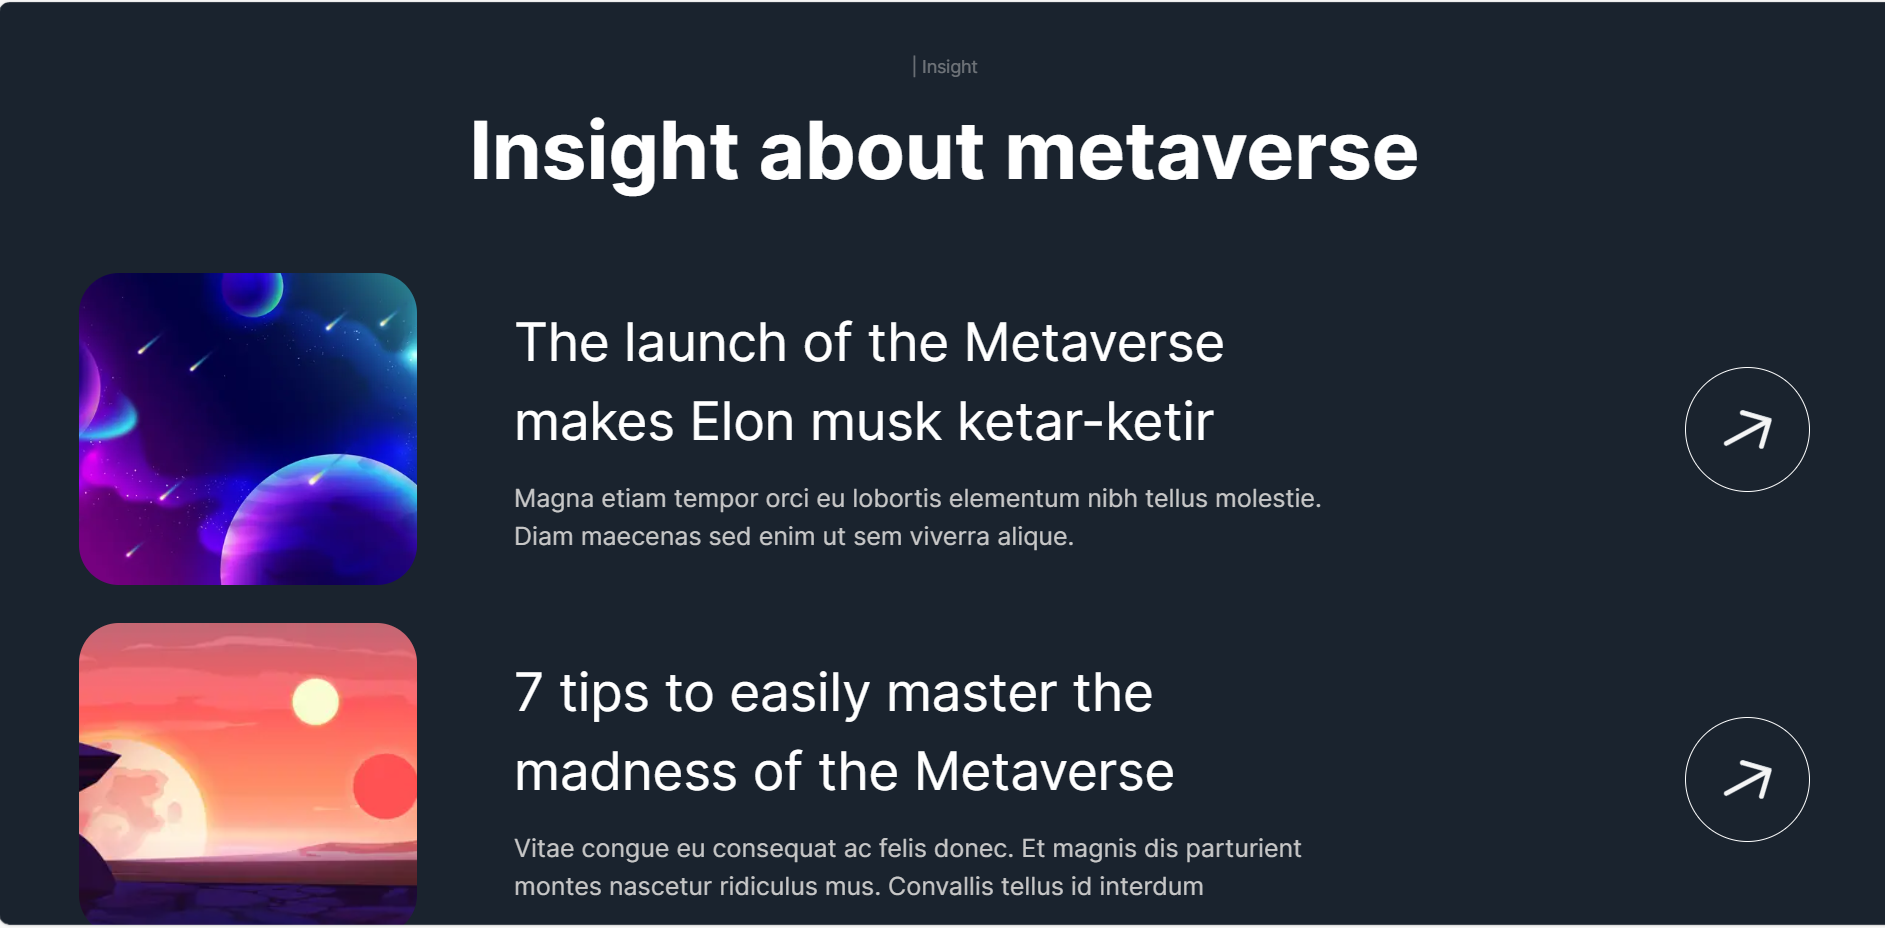 | Insight
Insight about metaverse
The launch of the Metaverse
makes Elon musk ketar-ketir
Magna etiam tempor orci eu lobortis elementum nibh tellus molestie.
Diam maecenas sed enim ut sem viverra alique.
7 tips to easily master the
madness of the Metaverse
Vitae congue eu consequat ac felis donec. Et magnis dis parturient
montes nascetur ridiculus mus. Convallis tellus id interdum